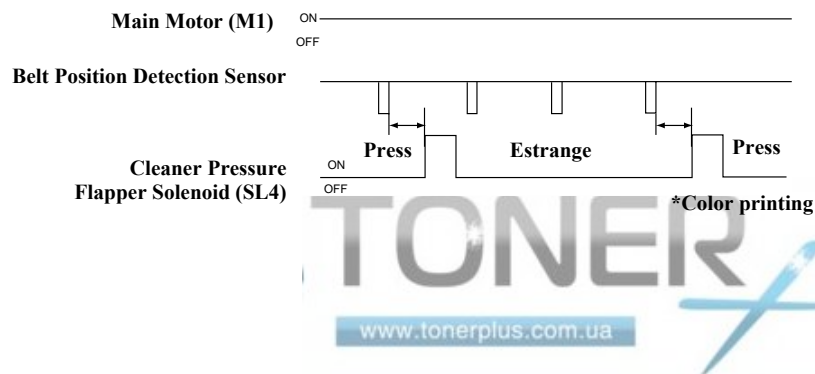 Main Motor (M1)
ON
OFF
Belt Position Detection Sensor
Press
Estrange
Press
Cleaner Pressure
Flapper Solenoid (SL4)
ON
OFF
*Color printing
TONER
www.tonerplus.com.ua